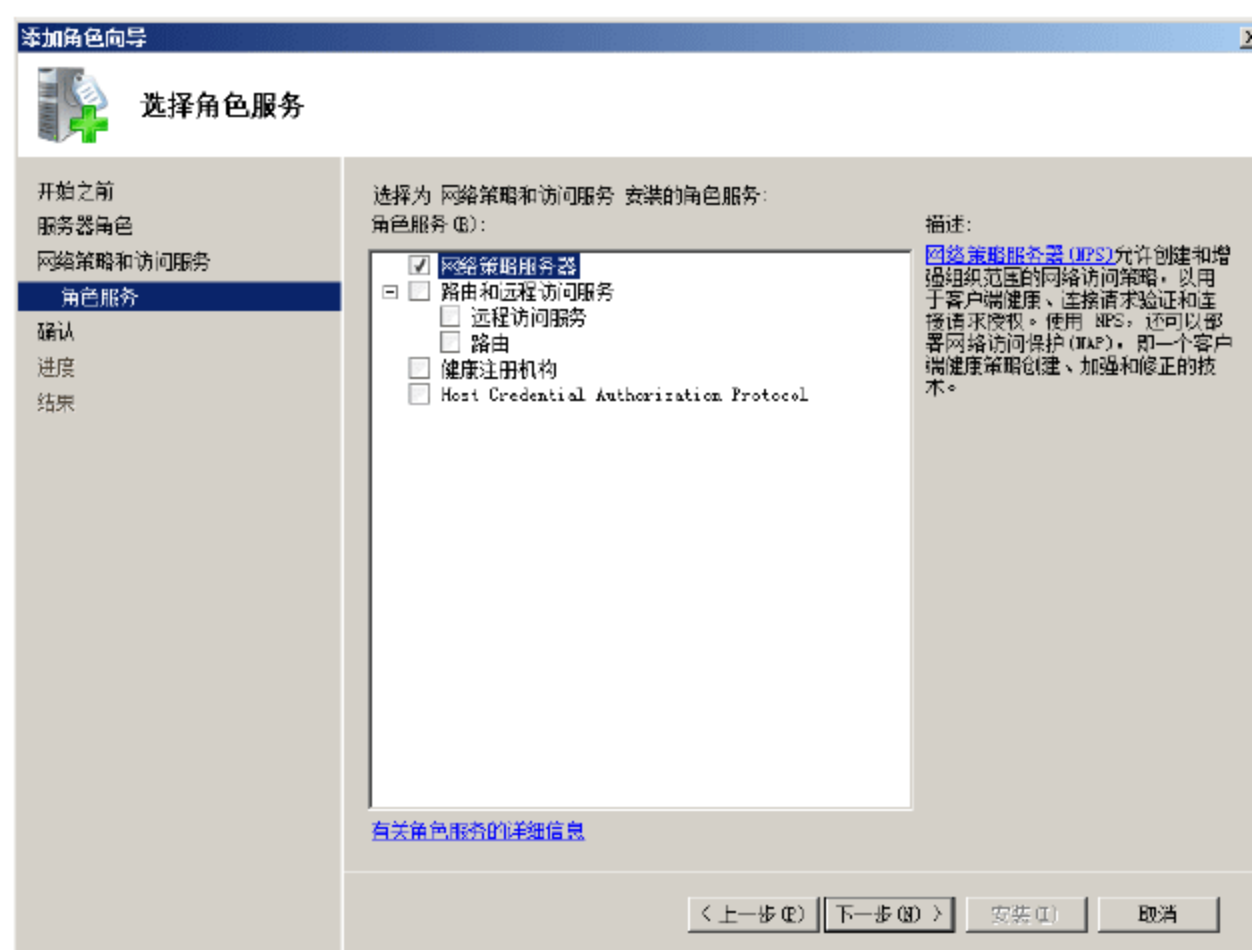 添加角色向导
选择角色服务
开始之前
服务器角色
网络策略和访问服务
角色服务
确认
进度
结果
选择为 网络策略和访问服务 安装的角色服务:
角色服务(R):
网络策略服务器
路由和远程访问服务
远程访问服务
路由
健康注册机构
Host Credential Authorization Protocol
有关角色服务的详细信息
描述:
网络策略服务器(NPS)允许创建和增
强组织范围的网络访问策略，以用
于客户端健康、连接请求验证和连
接请求授权。使用 NPS，还可以部
署网络访问保护(NAP)，即一个客户
端健康策略创建、加强和修正的技
术。
< 上一步(P)
下一步(N) >
安装(I)
取消